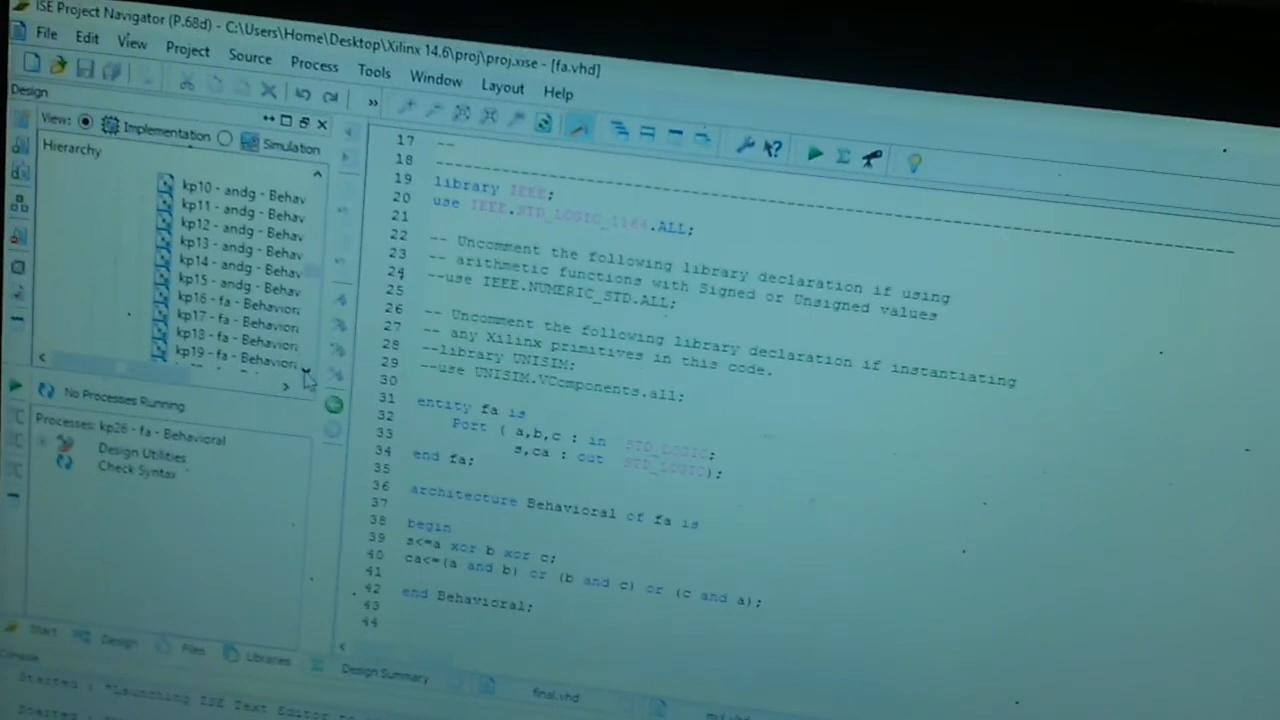 ISE Project Navigator (P.68d) - C:\Users\Home\Desktop\Xilinx 14.6\proj\proj.xise - [fa.vhd]
File Edit View Project Source Process Tools Window Layout Help
Design
View: Implementation Simulation
Hierarchy
kp10 - andg - Behav
kp11 - andg - Behav
kp12 - andg - Behav
kp13 - andg - Behav
kp14 - andg - Behav
kp15 - andg - Behav
kp16 - fa - Behavior
kp17 - fa - Behavior
kp18 - fa - Behavior
kp19 - fa - Behavior
No Processes Running
Processes: kp26 - fa - Behavioral
Design Utilities
Check Syntax
Start Design Files Libraries
17 --
18 --------------------------------------------------------------------------------
19 library IEEE;
20 use IEEE.STD_LOGIC_1164.ALL;
21
22 -- Uncomment the following library declaration if using
23 -- arithmetic functions with Signed or Unsigned values
24 --use IEEE.NUMERIC_STD.ALL;
25
26 -- Uncomment the following library declaration if instantiating
27 -- any Xilinx primitives in this code.
28 --library UNISIM;
29 --use UNISIM.VComponents.all;
30
31 entity fa is
32 Port ( a,b,c : in STD_LOGIC;
33 s,ca : out STD_LOGIC);
34 end fa;
35
36 architecture Behavioral of fa is
37
38 begin
39 s<=a xor b xor c;
40 ca<=(a and b) or (b and c) or (c and a);
41
42 end Behavioral;
43
44
Design Summary final.vhd
Console
Started : "Launching ISE Text Editor
Started :